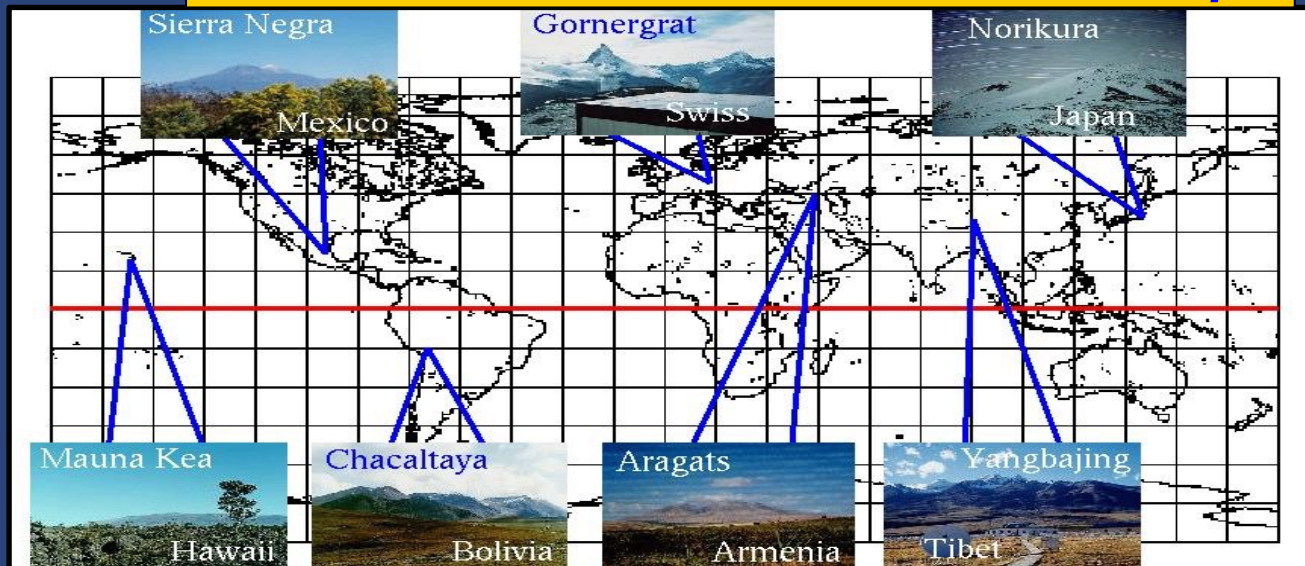 Sierra Negra
Mexico
Gornergrat
Swiss
Norikura
Japan
Mauna Kea
Hawaii
Chacaltaya
Bolivia
Aragats
Armenia
Yangbajing
Tibet